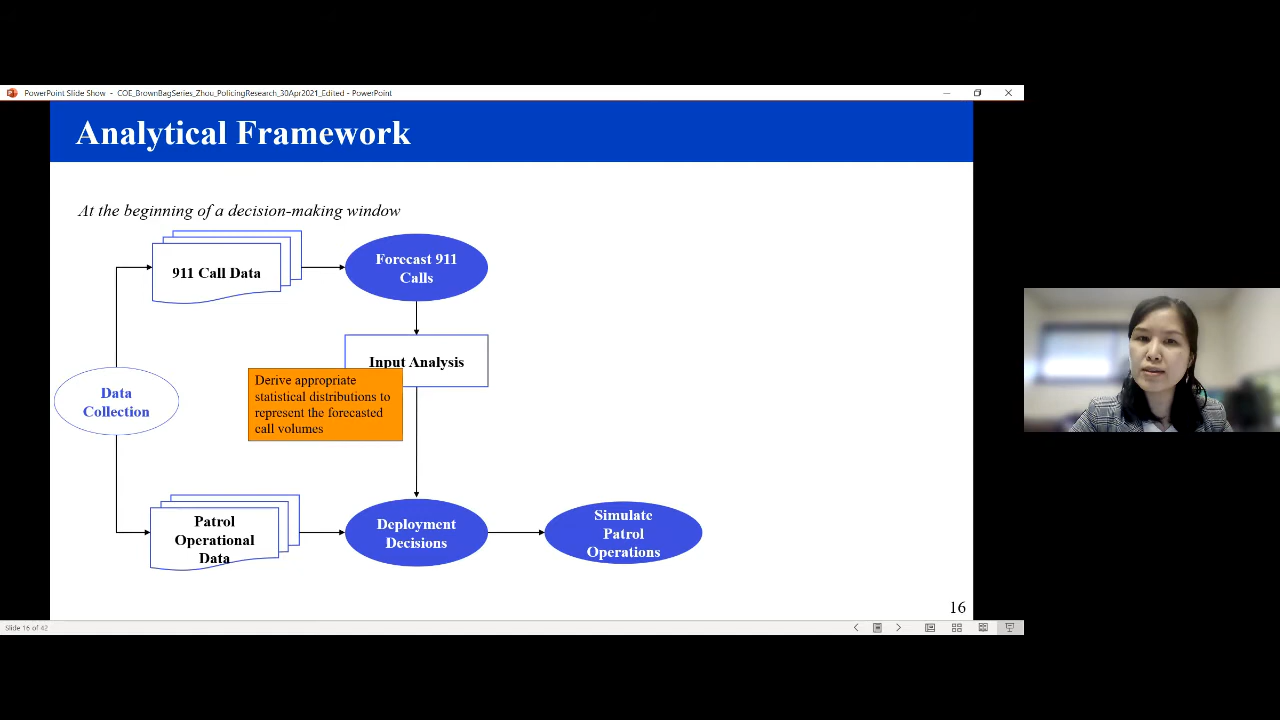 PowerPoint Slide Show - COE_BrownBagSeries_Zhou_PolicingResearch_30Apr2021_Edited - PowerPoint
Analytical Framework
At the beginning of a decision-making window
911 Call Data
Forecast 911
Calls
Input Analysis
Derive appropriate
statistical distributions to
represent the forecasted
call volumes
Data
Collection
Patrol
Operational
Data
Deployment
Decisions
Simulate
Patrol
Operations
16
Slide 16 of 42